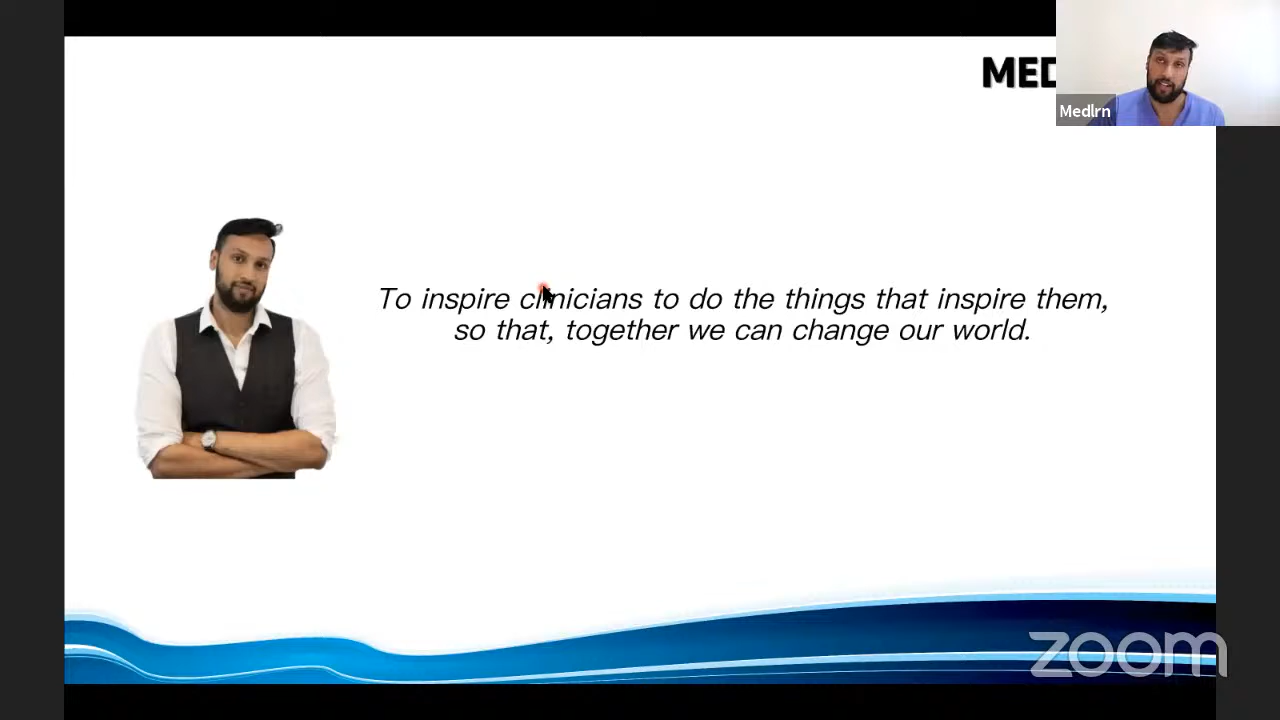 MED
Medlrn
To inspire clinicians to do the things that inspire them,
so that, together we can change our world.
zoom